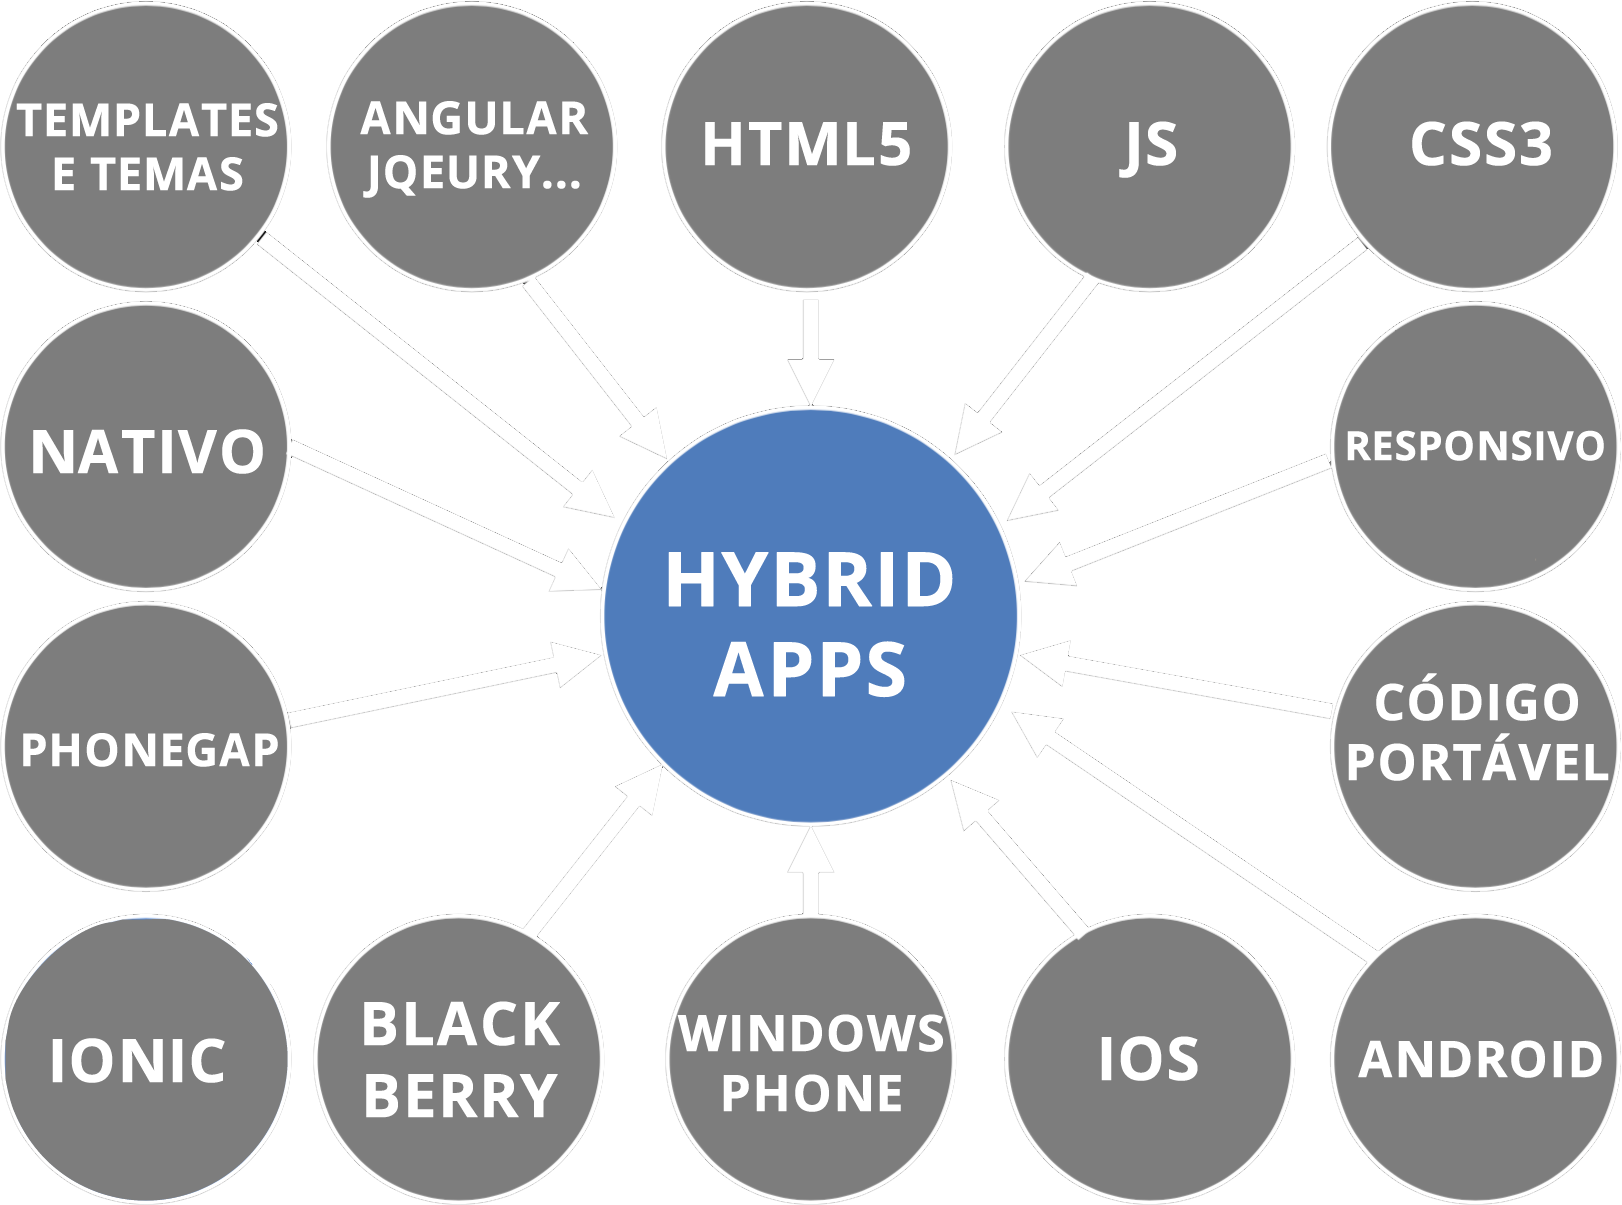 TEMPLATES
E TEMAS
ANGULAR
JQEURY...
HTML5
JS
CSS3
NATIVO
RESPONSIVO
HYBRID
APPS
PHONEGAP
CÓDIGO
PORTÁVEL
IONIC
BLACK
BERRY
WINDOWS
PHONE
IOS
ANDROID